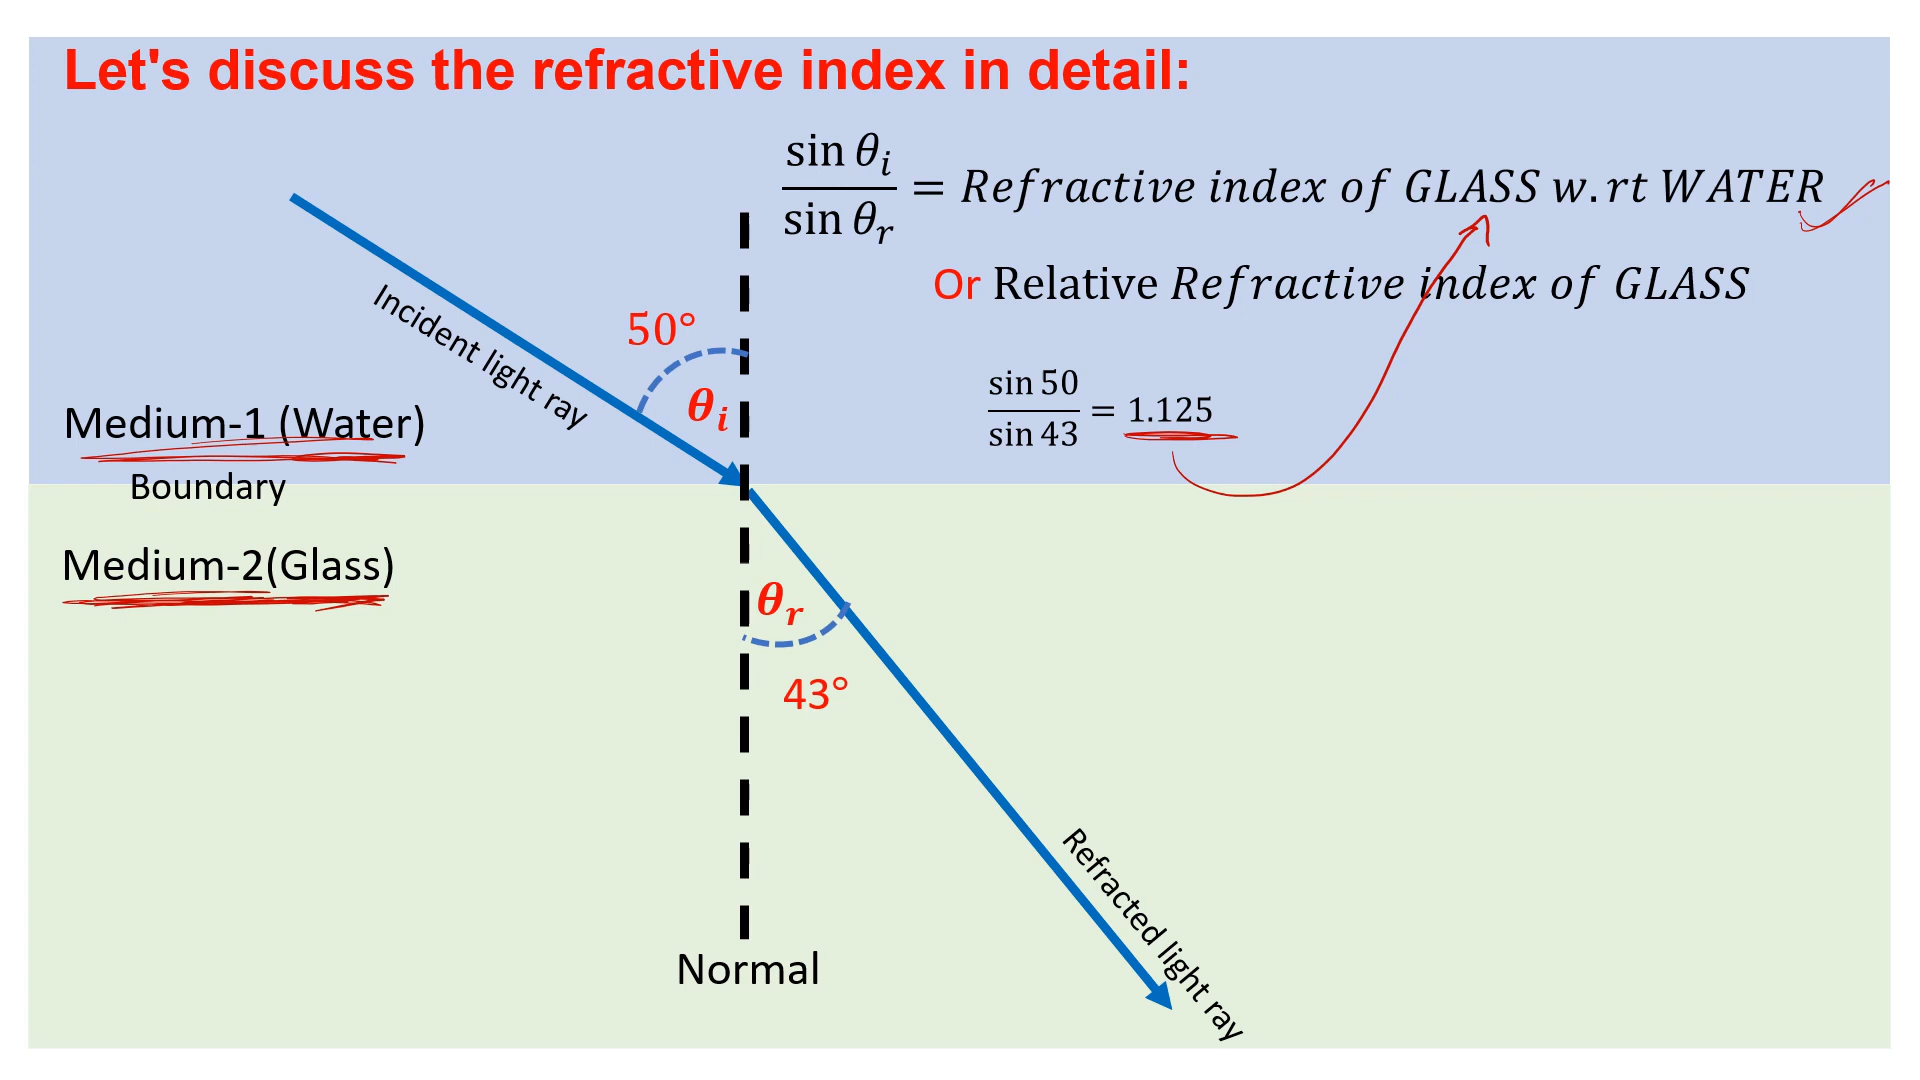 Let's discuss the refractive index in detail:
sin θᵢ / sin θᵣ = Refractive index of GLASS w.rt WATER
Or Relative Refractive index of GLASS
sin 50 / sin 43 = 1.125
50°
θᵢ
Incident light ray
Medium-1 (Water)
Boundary
Medium-2(Glass)
θᵣ
43°
Refracted light ray
Normal